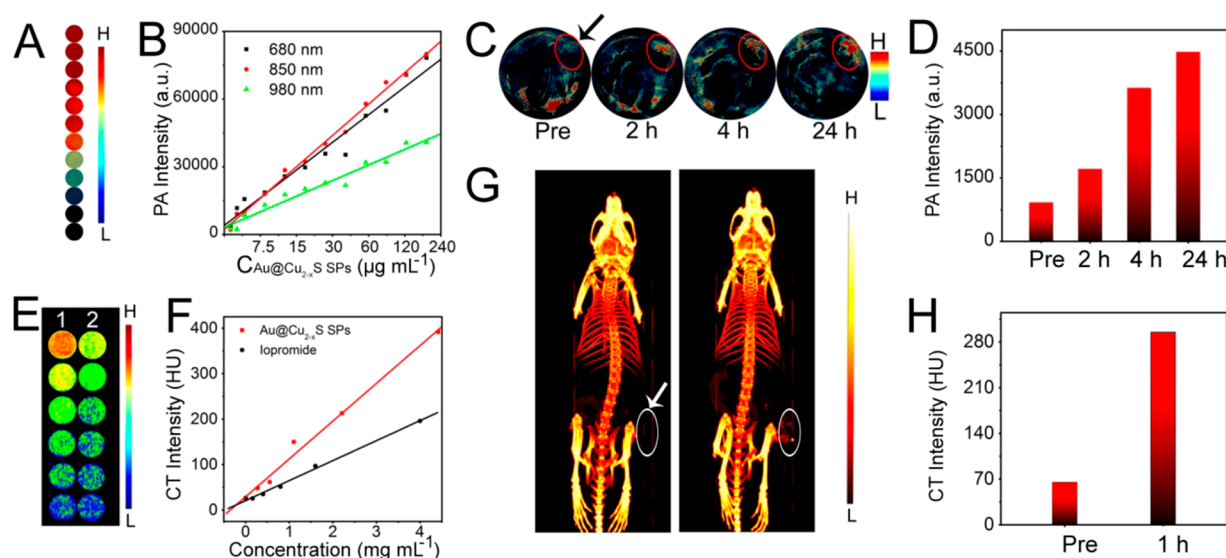 A
H
L
B
680 nm
850 nm
980 nm
PA Intensity (a.u.)
90000
60000
30000
0
7.5 15 30 60 120 240
CAu@Cu2-xS SPs (µg mL-1)
C
H
L
Pre 2 h 4 h 24 h
D
PA Intensity (a.u.)
4500
3000
1500
0
Pre 2 h 4 h 24 h
E
1 2
H
L
F
Au@Cu2-xS SPs
Iopromide
CT Intensity (HU)
400
300
200
100
0
0 1 2 3 4
Concentration (mg mL-1)
G
H
L
H
CT Intensity (HU)
280
210
140
70
0
Pre 1 h